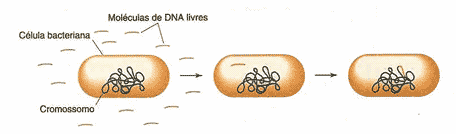 Moléculas de DNA livres
Célula bacteriana
Cromossomo